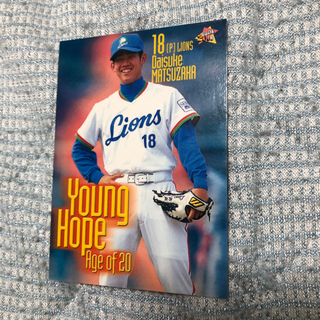 18 (P) LIONS
Daisuke
MATSUZAKA
Lions
18
Young
Hope
Age of 20